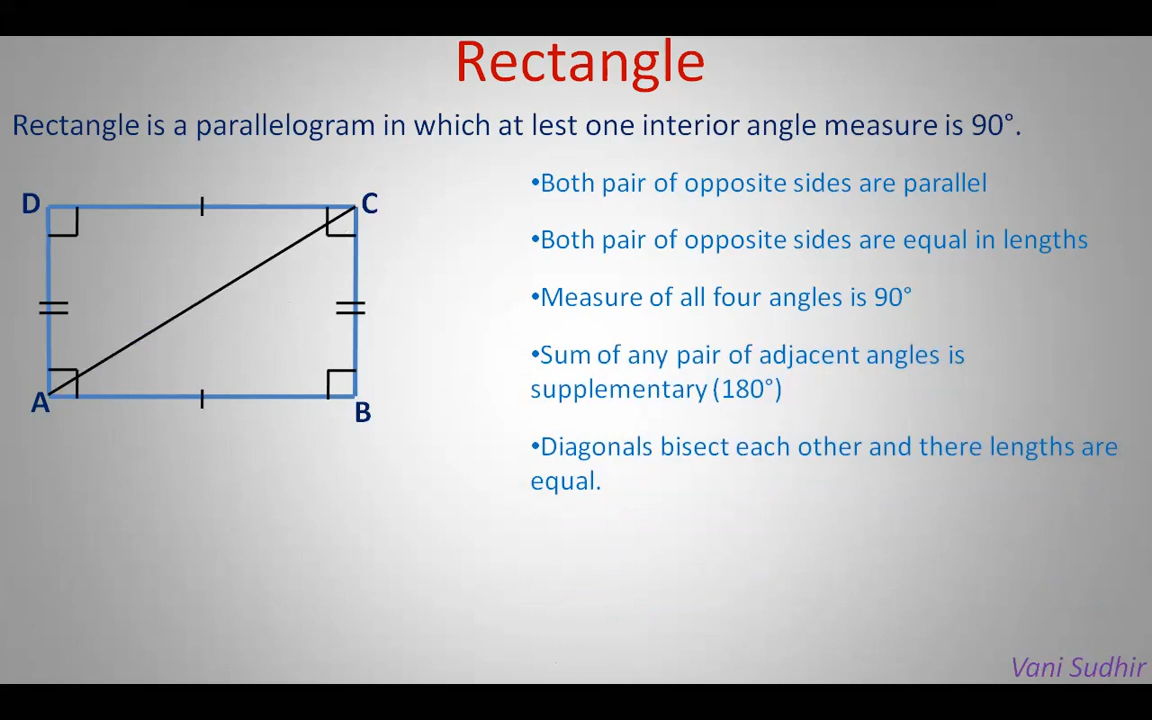 Rectangle
Rectangle is a parallelogram in which at lest one interior angle measure is 90°.
•Both pair of opposite sides are parallel
D
C
•Both pair of opposite sides are equal in lengths
•Measure of all four angles is 90°
•Sum of any pair of adjacent angles is
supplementary (180°)
A
B
•Diagonals bisect each other and there lengths are
equal.
Vani Sudhir